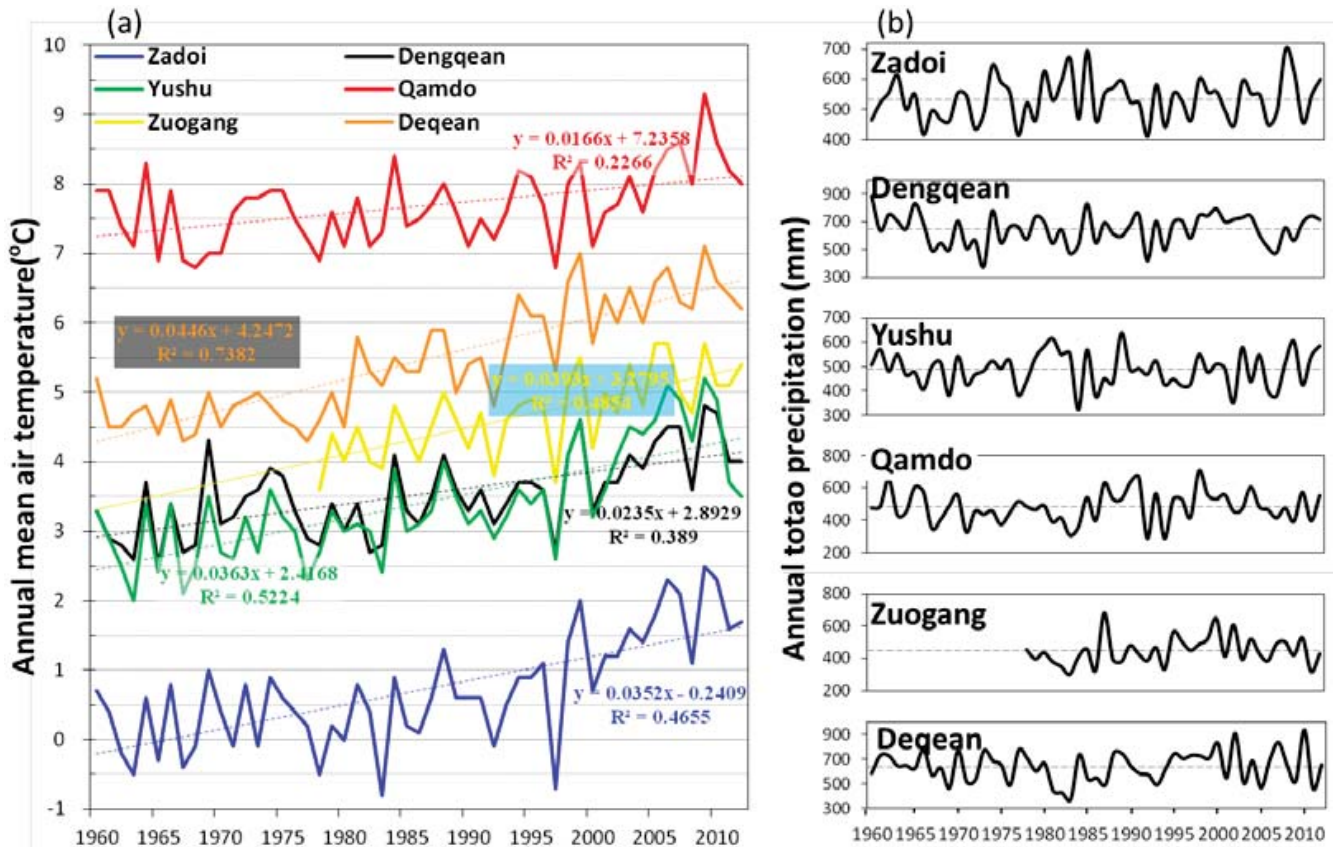 (a)
Annual mean air temperature(°C)
10
9
8
7
6
5
4
3
2
1
0
-1
Zadoi Dengqean
Yushu Qamdo
Zuogang Deqean
y = 0.0166x + 7.2358
R² = 0.2266
y = 0.0446x + 4.2472
R² = 0.7382
R² = 0.4854
y = 0.0235x + 2.8929
R² = 0.389
y = 0.0363x + 2.4168
R² = 0.5224
y = 0.0352x - 0.2409
R² = 0.4655
1960 1965 1970 1975 1980 1985 1990 1995 2000 2005 2010
(b)
Annual totao precipitation (mm)
Zadoi
700
600
500
400
Dengqean
900
700
500
300
Yushu
700
600
500
400
300
Qamdo
800
600
400
200
Zuogang
800
600
400
200
Deqean
900
700
500
300
1960 1965 1970 1975 1980 1985 1990 1995 2000 2005 2010